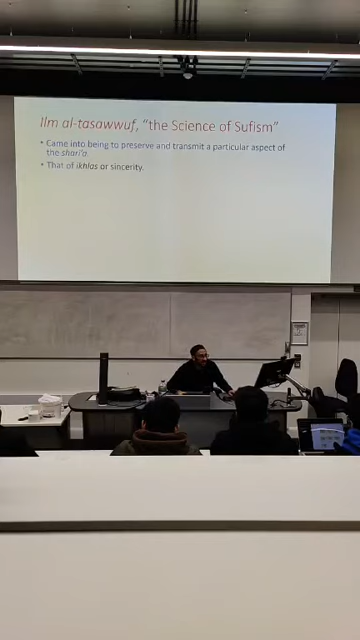 Ilm al-tasawwuf, "the Science of Sufism"
• Came into being to preserve and transmit a particular aspect of
the shari'a.
• That of ikhlas or sincerity.